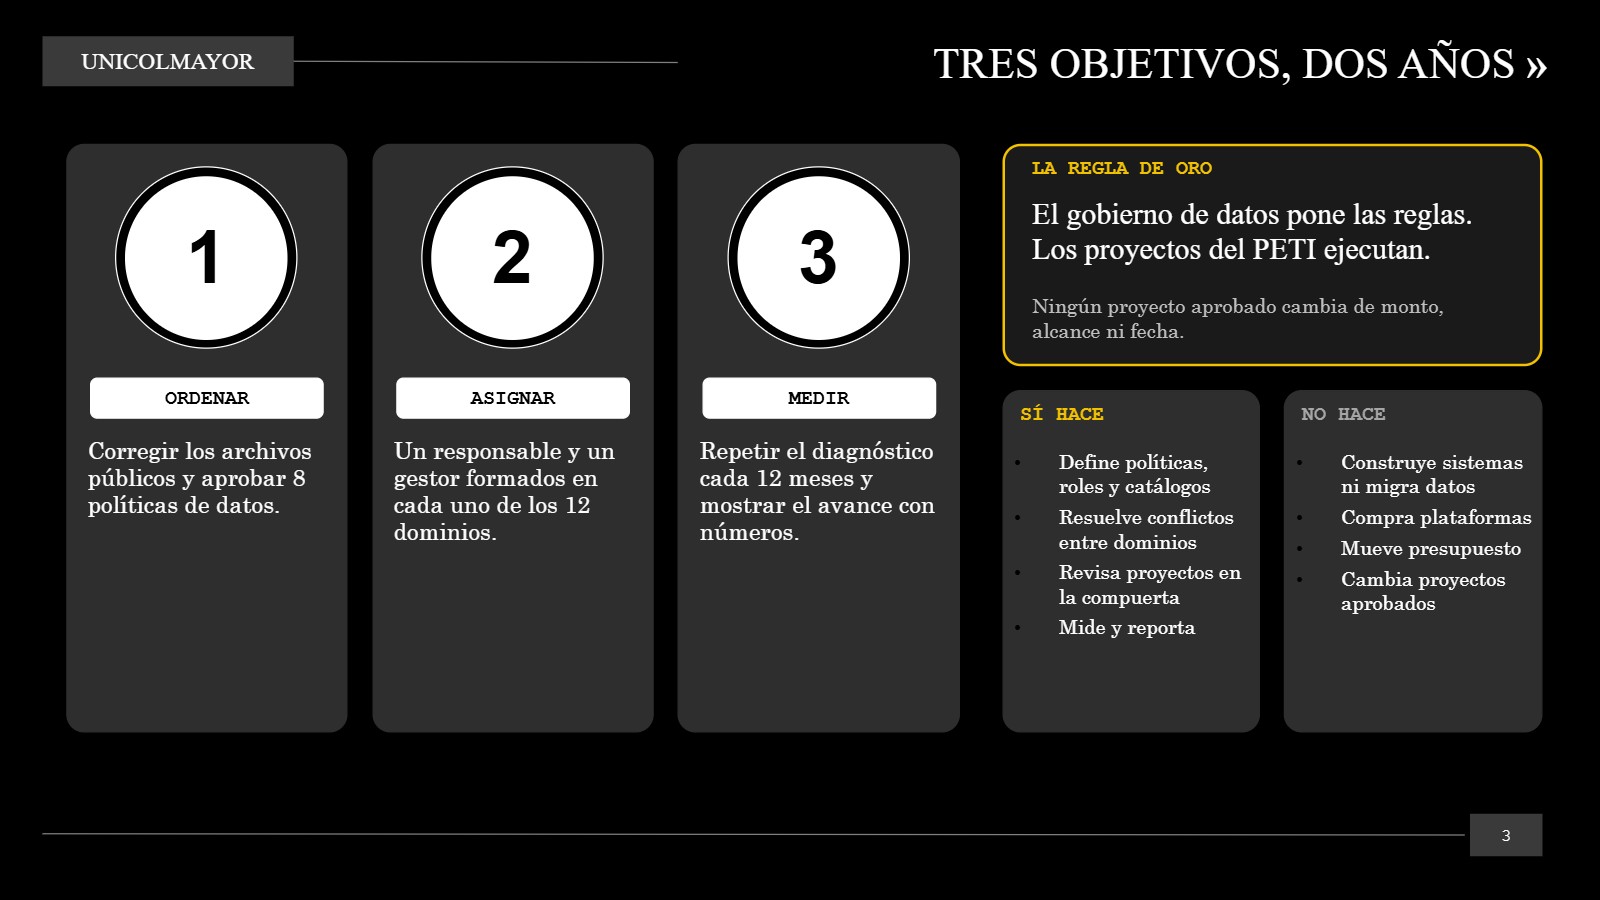 UNICOLMAYOR
TRES OBJETIVOS, DOS AÑOS »
1
ORDENAR
Corregir los archivos
públicos y aprobar 8
políticas de datos.
2
ASIGNAR
Un responsable y un
gestor formados en
cada uno de los 12
dominios.
3
MEDIR
Repetir el diagnóstico
cada 12 meses y
mostrar el avance con
números.
LA REGLA DE ORO
El gobierno de datos pone las reglas.
Los proyectos del PETI ejecutan.
Ningún proyecto aprobado cambia de monto,
alcance ni fecha.
SÍ HACE
• Define políticas,
roles y catálogos
• Resuelve conflictos
entre dominios
• Revisa proyectos en
la compuerta
• Mide y reporta
NO HACE
• Construye sistemas
ni migra datos
• Compra plataformas
• Mueve presupuesto
• Cambia proyectos
aprobados
3